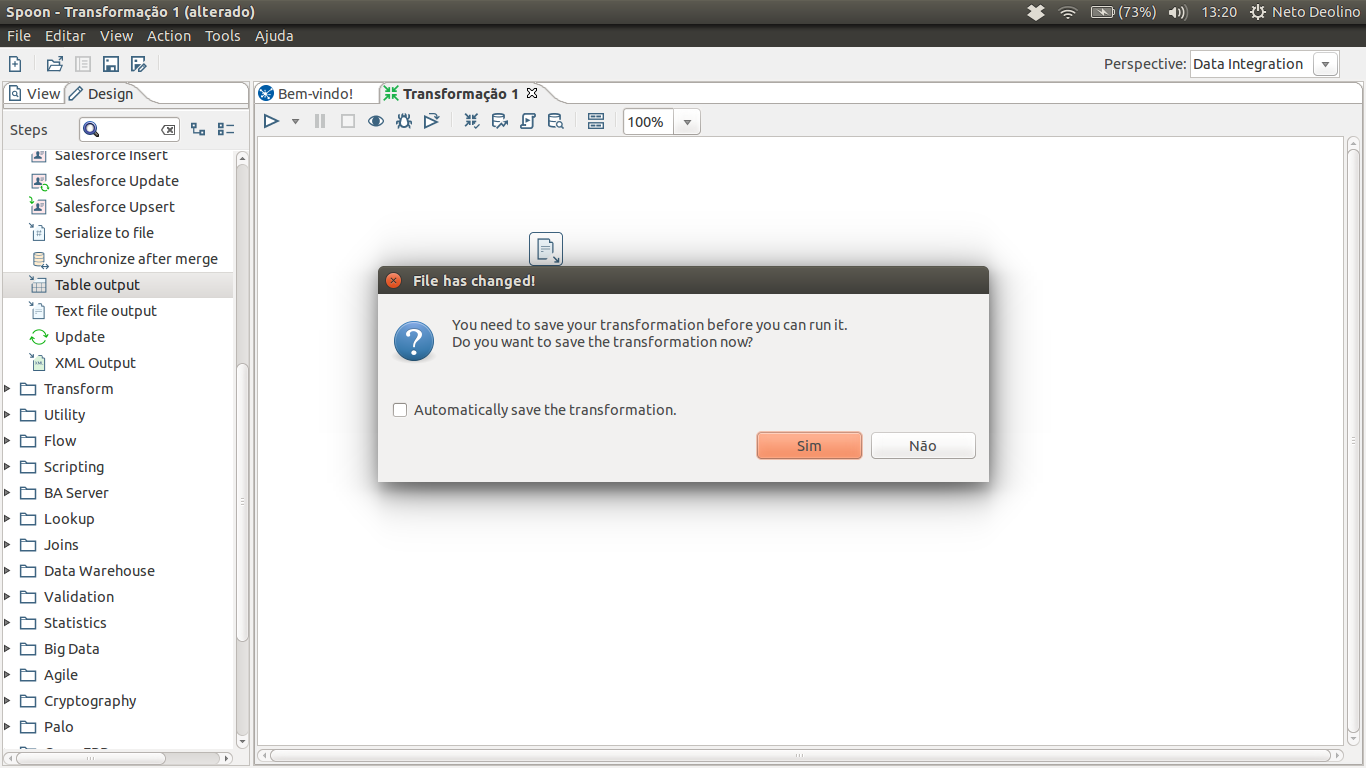 Spoon - Transformação 1 (alterado)
(73%)
13:20
Neto Deolino
File Editar View Action Tools Ajuda
Perspective: Data Integration
View
Design
Bem-vindo!
Transformação 1
Steps
100%
Salesforce Insert
Salesforce Update
Salesforce Upsert
Serialize to file
Synchronize after merge
Table output
Text file output
Update
XML Output
Transform
Utility
Flow
Scripting
BA Server
Lookup
Joins
Data Warehouse
Validation
Statistics
Big Data
Agile
Cryptography
Palo
File has changed!
You need to save your transformation before you can run it.
Do you want to save the transformation now?
Automatically save the transformation.
Sim
Não